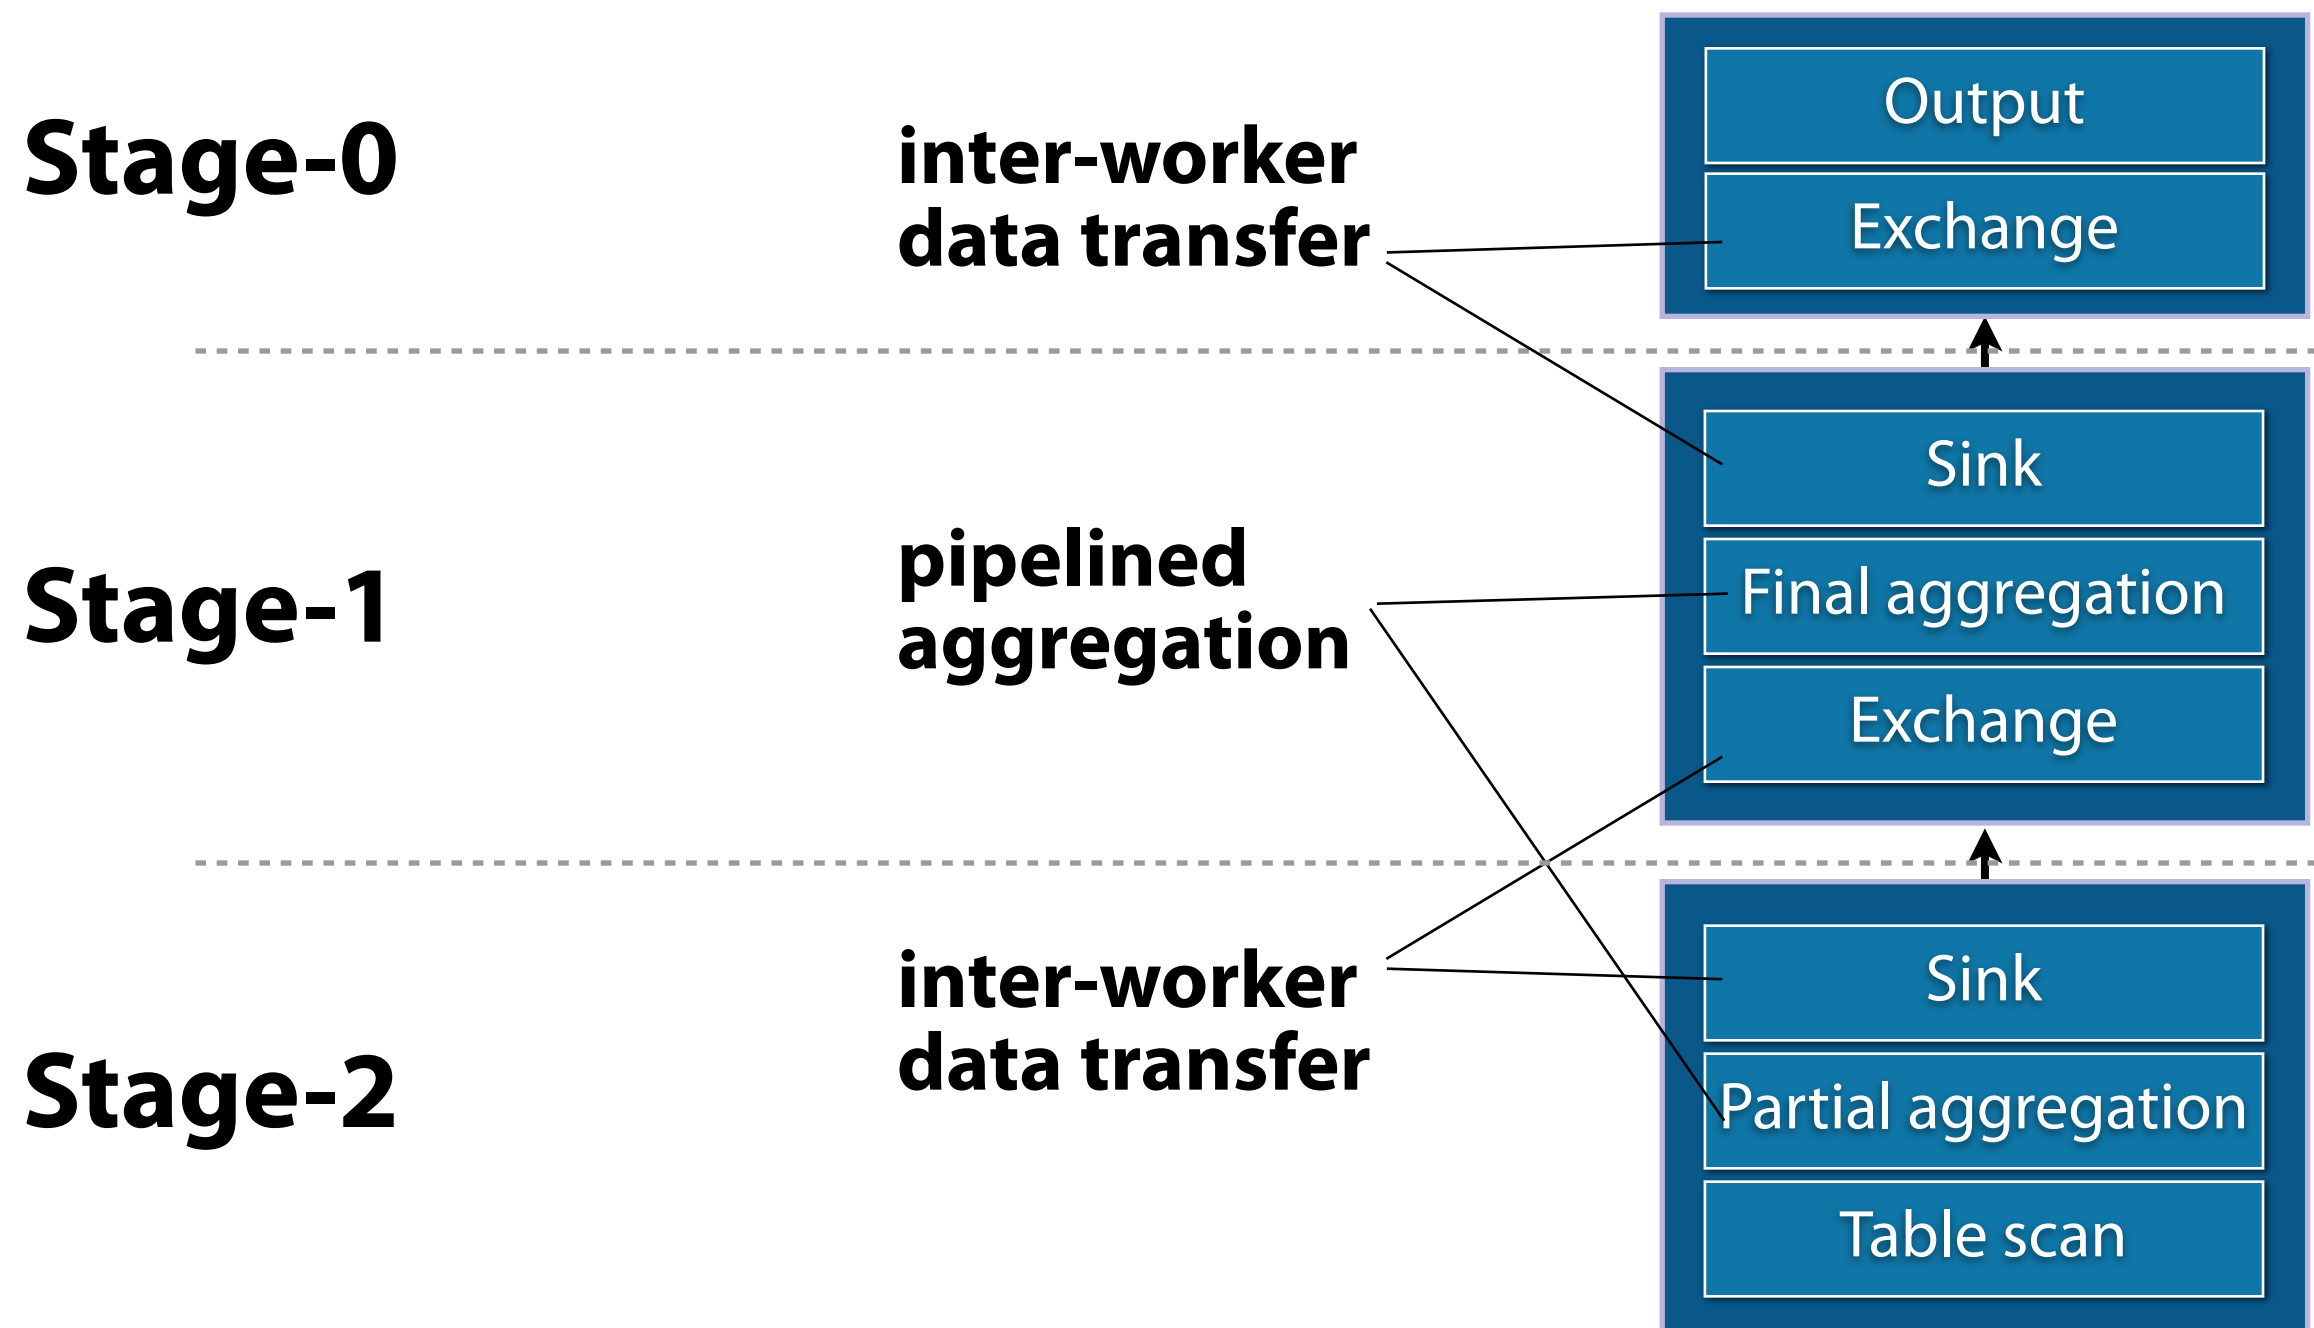 Stage-0
inter-worker
data transfer
Output
Exchange
Stage-1
pipelined
aggregation
Sink
Final aggregation
Exchange
Stage-2
inter-worker
data transfer
Sink
Partial aggregation
Table scan